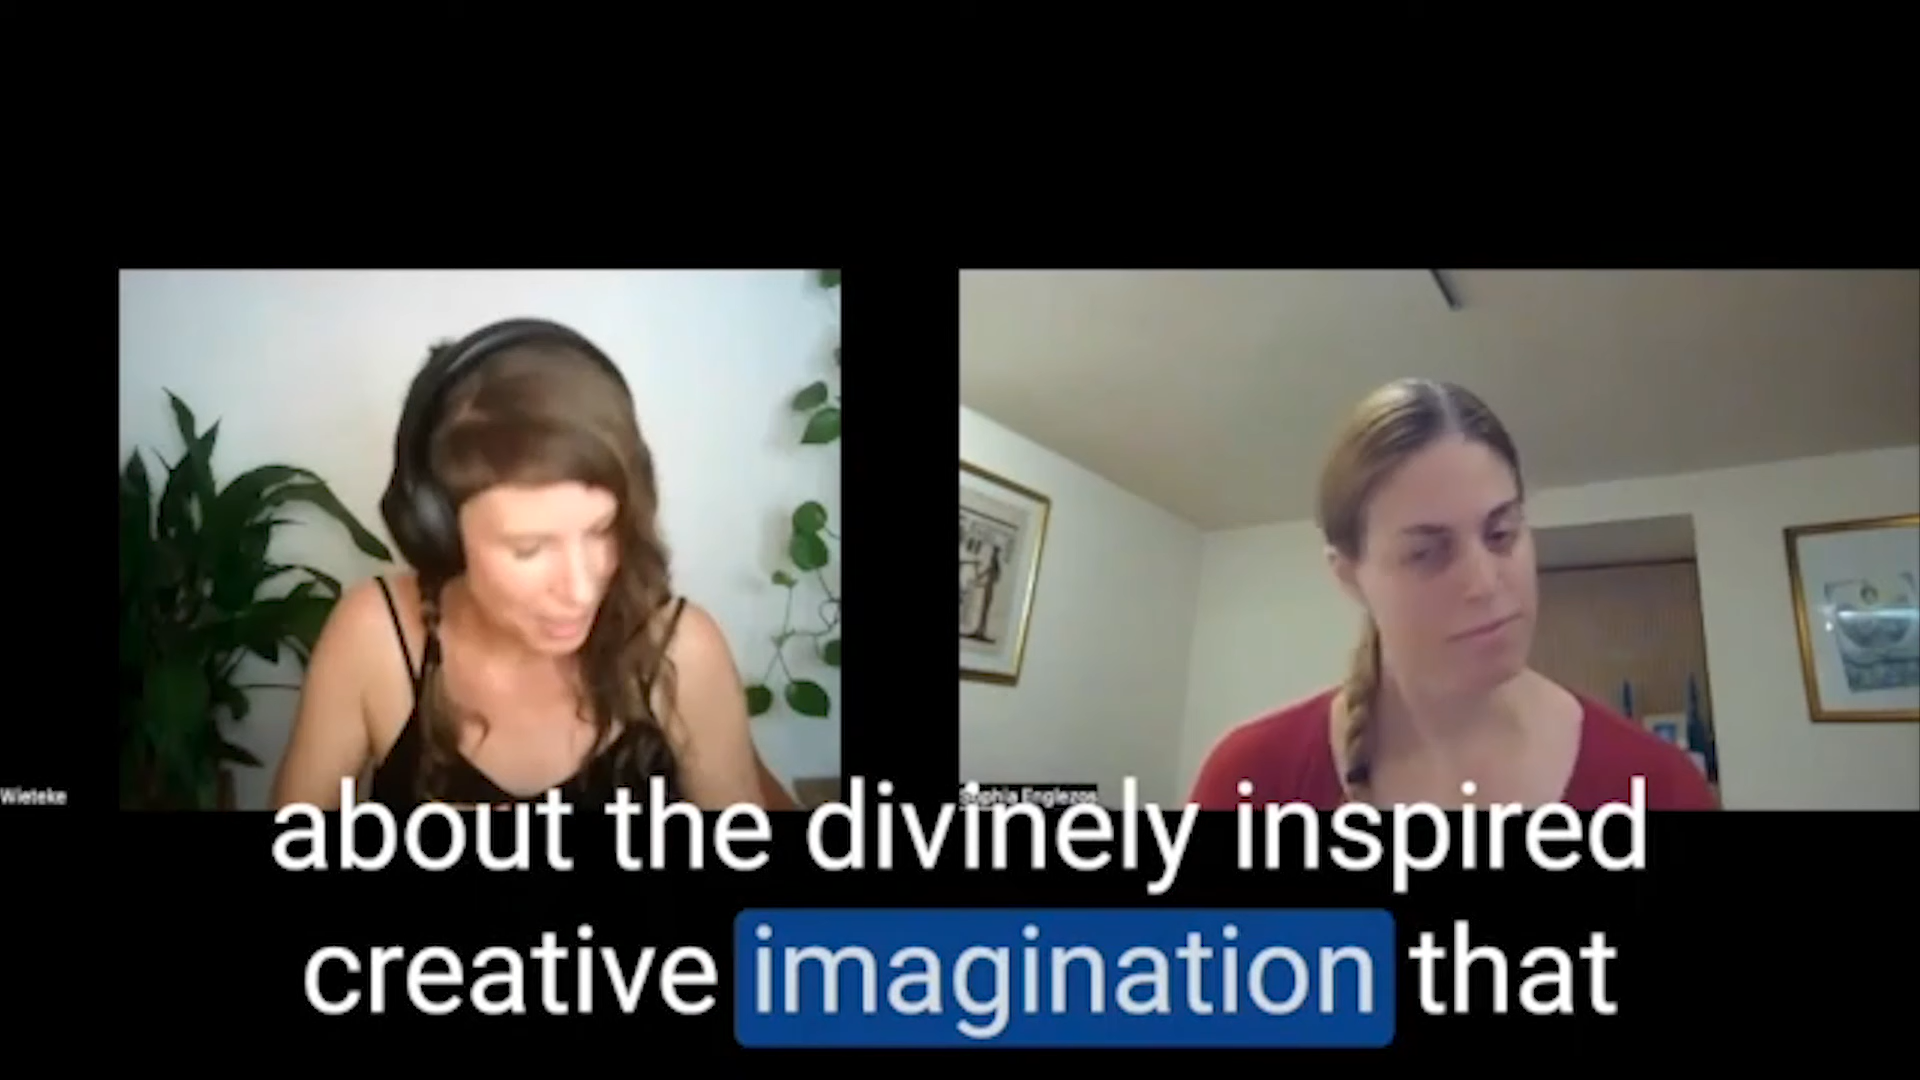 Wieteke
Sophia Englezos
about the divinely inspired
creative imagination that